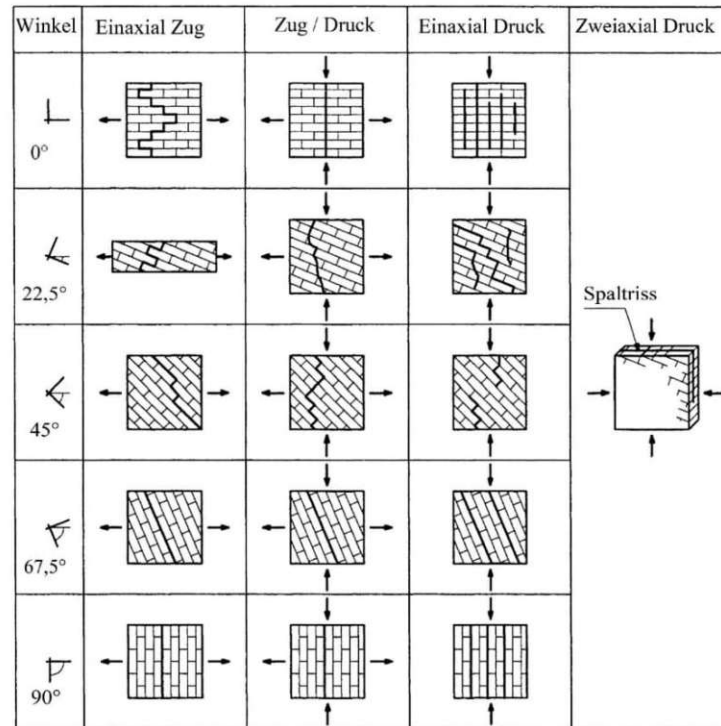 Winkel
Einaxial Zug
Zug / Druck
Einaxial Druck
Zweiaxial Druck
0°
22,5°
Spaltriss
45°
67,5°
90°